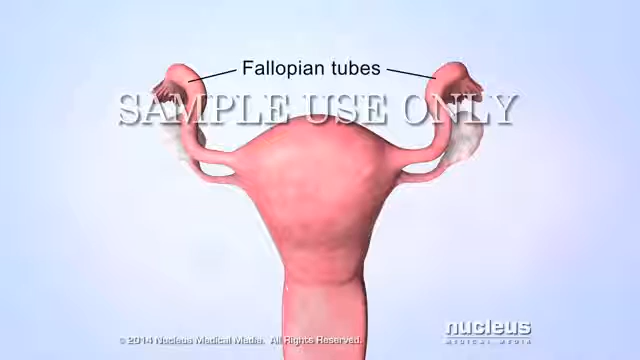 Fallopian tubes
SAMPLE USE ONLY
nucleus
MEDICAL MEDIA
© 2014 Nucleus Medical Media. All Rights Reserved.